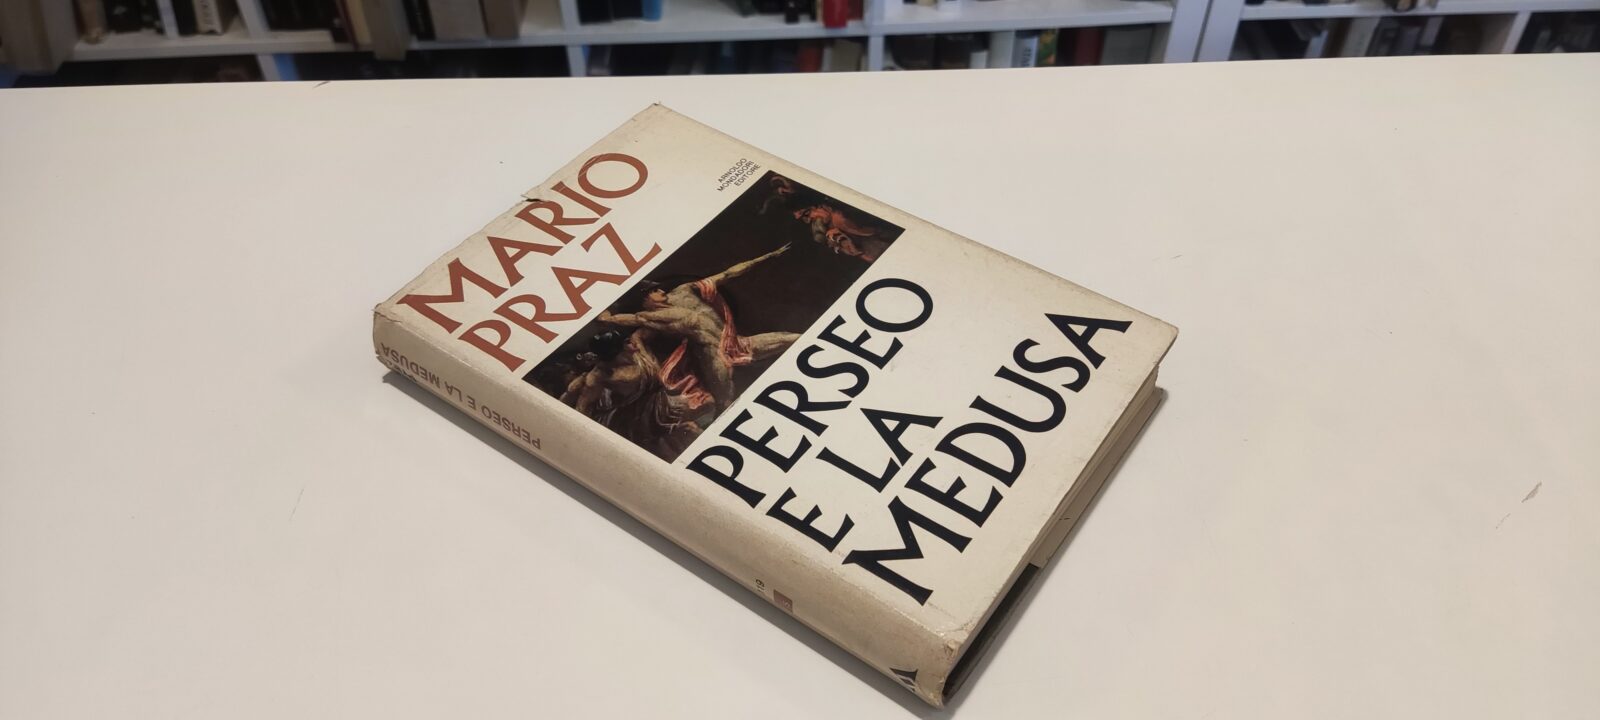 MARIO
PRAZ
ARNOLDO
MONDADORI
EDITORE
PERSEO
E LA
MEDUSA
PERSEO E LA MEDUSA